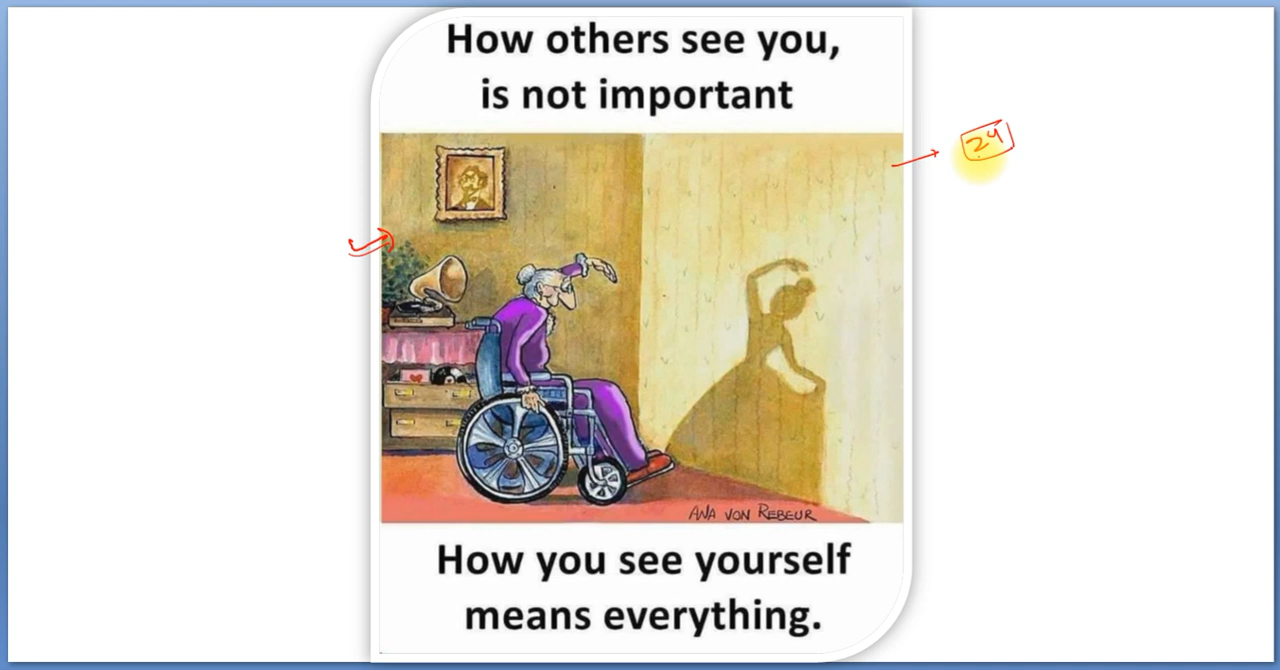 How others see you,
is not important
24
ANA VON REBEUR
How you see yourself
means everything.